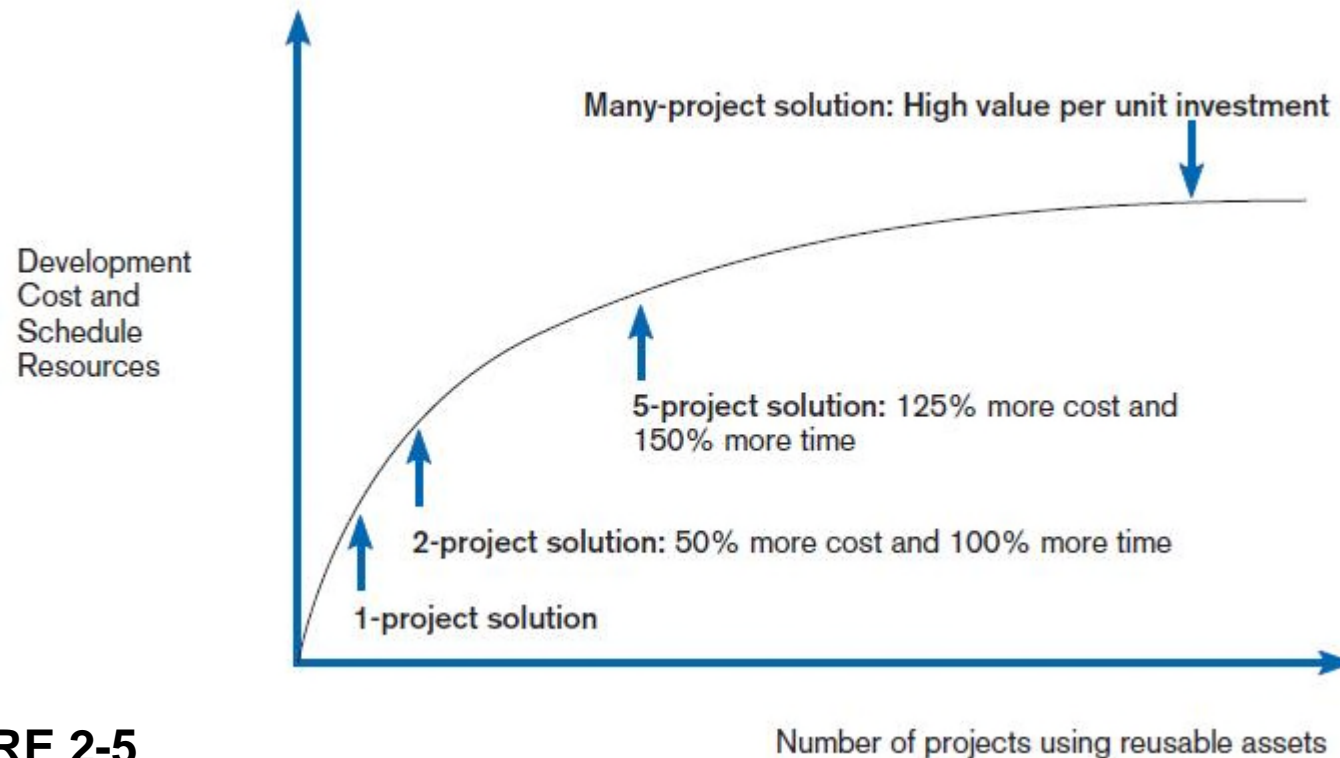 Many-project solution: High value per unit investment
Development
Cost and
Schedule
Resources
5-project solution: 125% more cost and
150% more time
2-project solution: 50% more cost and 100% more time
1-project solution
Number of projects using reusable assets
RE 2-5